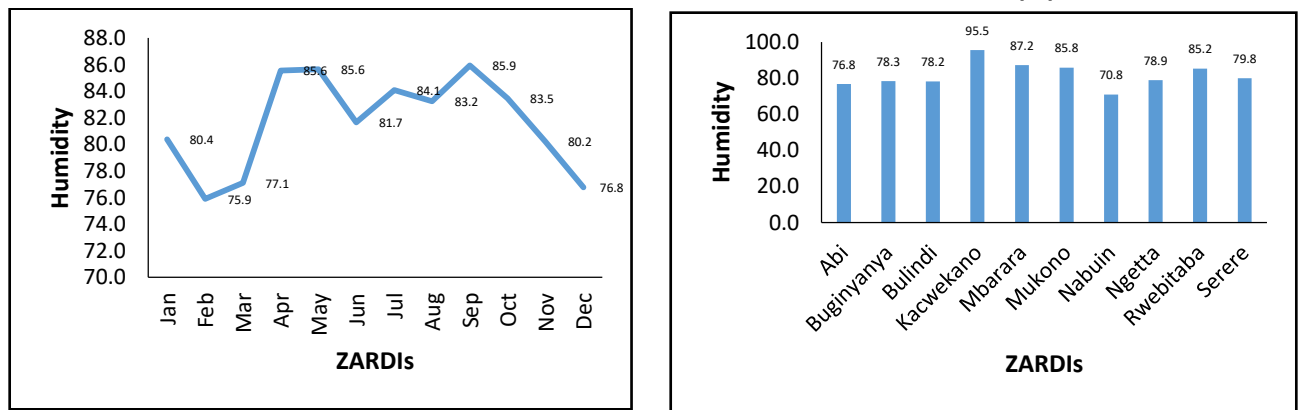 88.0
86.0
84.0
82.0
80.0
78.0
76.0
74.0
72.0
70.0
Humidity
80.4
75.9
77.1
85.6
85.6
81.7
84.1
83.2
85.9
83.5
80.2
76.8
Jan
Feb
Mar
Apr
May
Jun
Jul
Aug
Sep
Oct
Nov
Dec
ZARDIs
100.0
80.0
60.0
40.0
20.0
0.0
Humidity
76.8
78.3
78.2
95.5
87.2
85.8
70.8
78.9
85.2
79.8
Abi
Buginyanya
Bulindi
Kacwekano
Mbarara
Mukono
Nabuin
Ngetta
Rwebitaba
Serere
ZARDIs